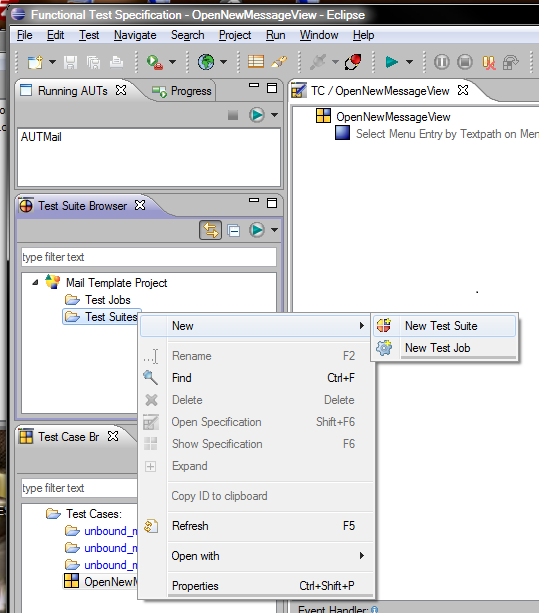 Functional Test Specification - OpenNewMessageView - Eclipse
File Edit Test Navigate Search Project Run Window Help
Running AUTs Progress
AUTMail
TC / OpenNewMessageView
OpenNewMessageView
Select Menu Entry by Textpath on Men
Test Suite Browser
type filter text
Mail Template Project
Test Jobs
Test Suites
New
Rename F2
Find Ctrl+F
Delete Delete
Open Specification Shift+F6
Show Specification F6
Expand
Copy ID to clipboard
Refresh F5
Open with
Properties Ctrl+Shift+P
New Test Suite
New Test Job
Test Case Br
type filter text
Test Cases:
unbound_m
unbound_m
unbound_m
OpenNewM
Event Handler: